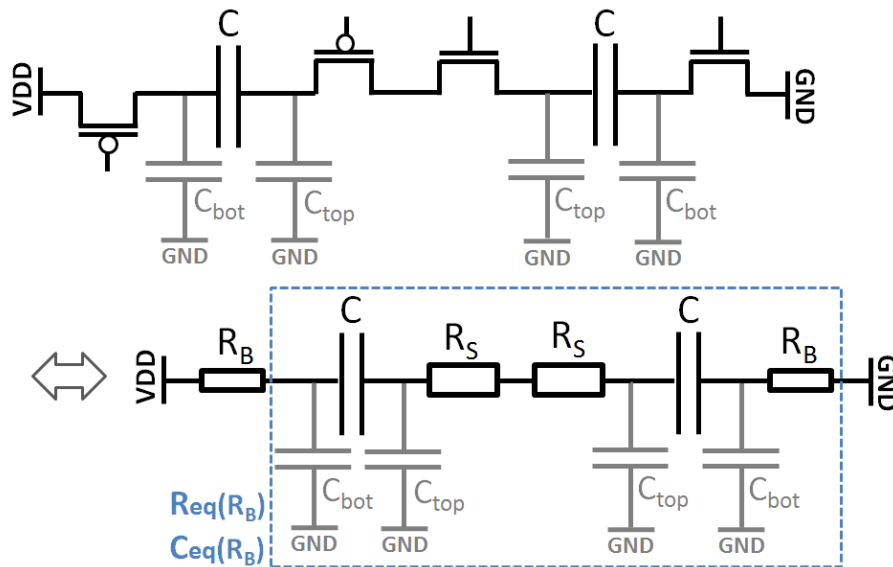 C C
VDD GND
Cbot Ctop Ctop Cbot
GND GND GND GND
C C
RB RS RS RB
VDD GND
Cbot Ctop Ctop Cbot
Req(RB)
Ceq(RB)
GND GND GND GND